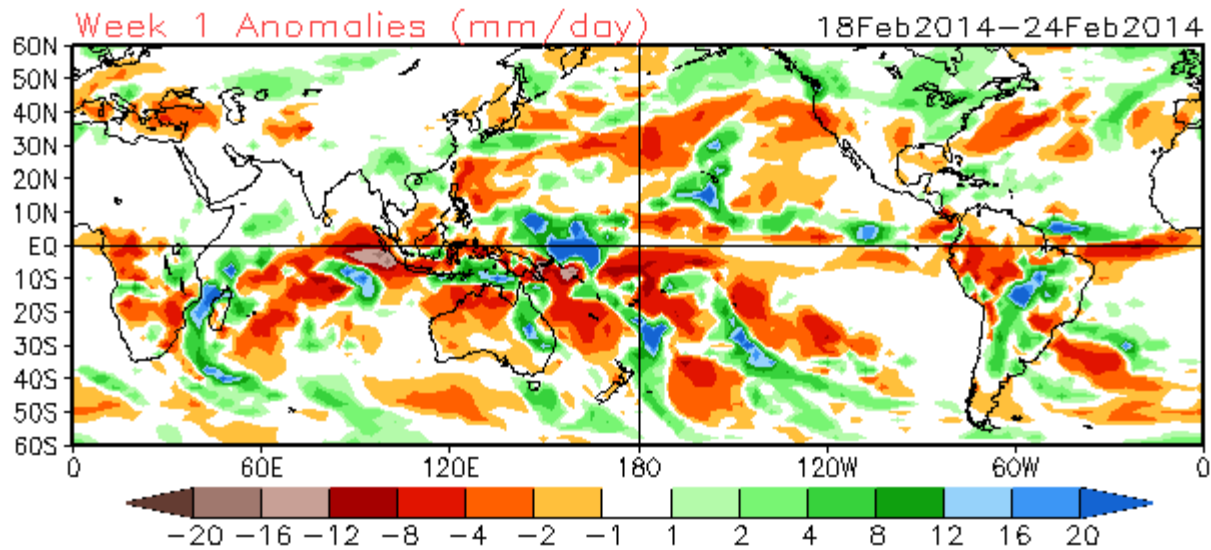 Week 1 Anomalies (mm/day) 18Feb2014–24Feb2014
60N
50N
40N
30N
20N
10N
EQ
10S
20S
30S
40S
50S
60S
0 60E 120E 180 120W 60W 0
−20 −16 −12 −8 −4 −2 −1 1 2 4 8 12 16 20